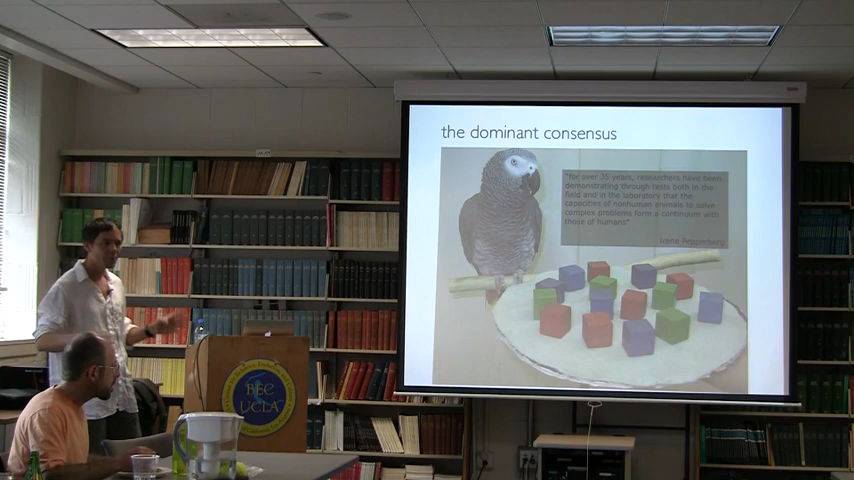 the dominant consensus
"for over 35 years, researchers have been
demonstrating through tests both in the
field and in the laboratory that the
capacities of nonhuman animals to solve
complex problems form a continuum with
those of humans"
Irene Pepperberg
BEC
UCLA